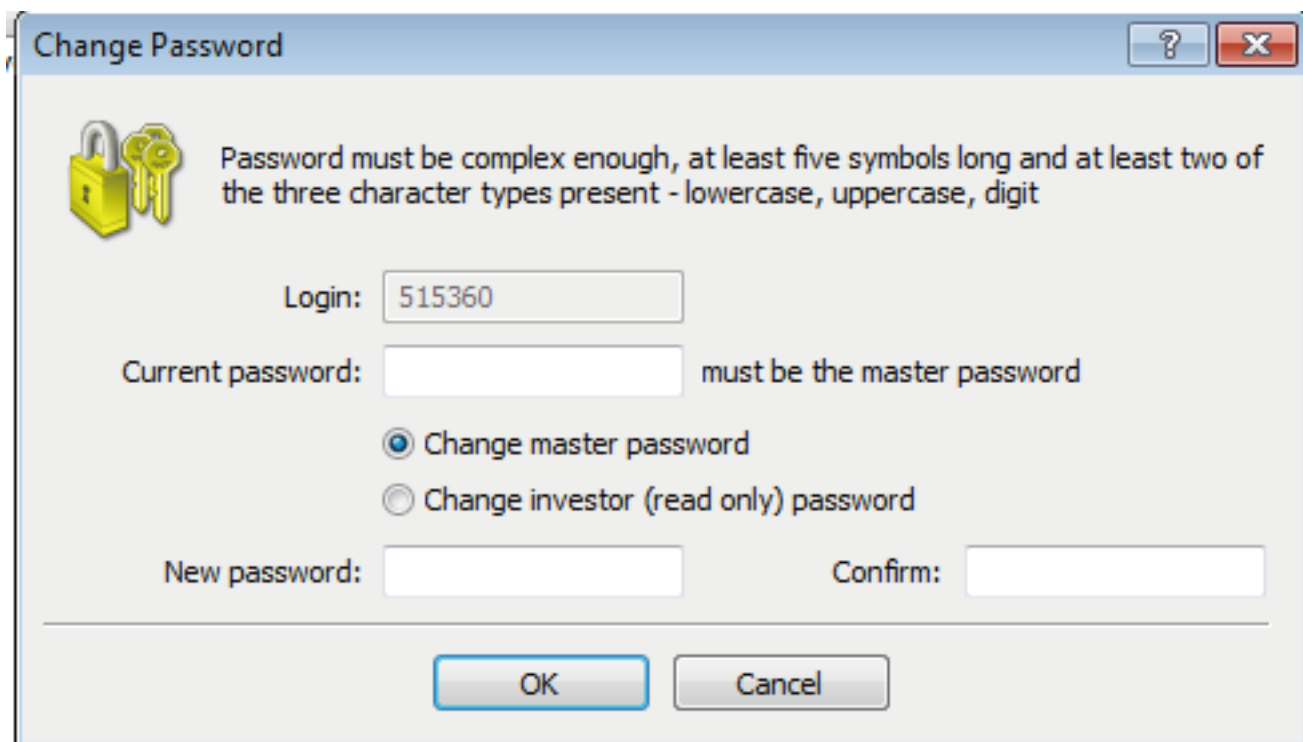 Change Password
Password must be complex enough, at least five symbols long and at least two of
the three character types present - lowercase, uppercase, digit
Login: 515360
Current password: must be the master password
Change master password
Change investor (read only) password
New password: Confirm:
OK Cancel